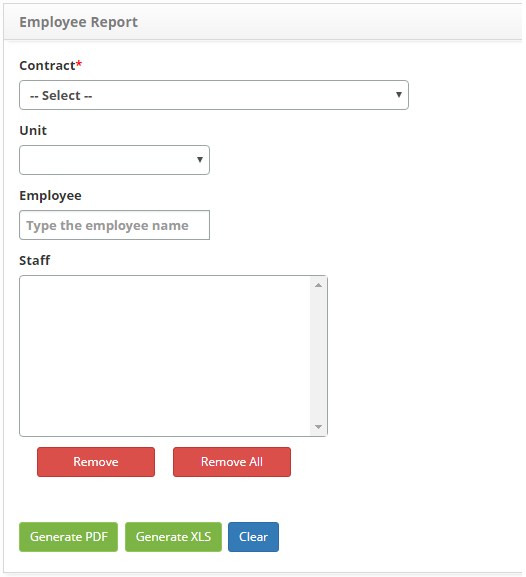 Employee Report
Contract*
-- Select --
Unit
Employee
Type the employee name
Staff
Remove Remove All
Generate PDF Generate XLS Clear